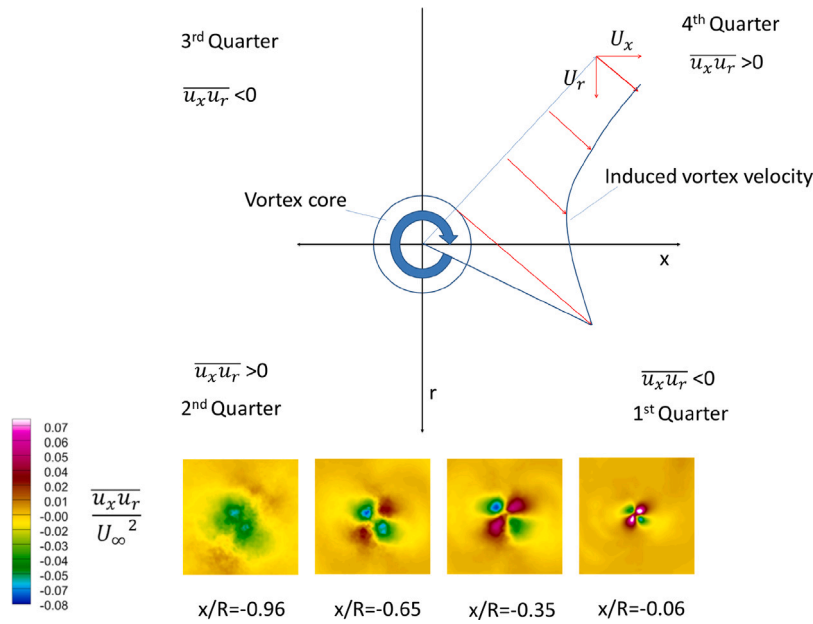 3rd Quarter
4th Quarter
U_x
\overline{u_x u_r} <0
\overline{u_x u_r} >0
U_r
Induced vortex velocity
Vortex core
x
\overline{u_x u_r} >0
r
\overline{u_x u_r} <0
2nd Quarter
1st Quarter
0.07
0.06
0.05
0.04
0.03
0.02
0.01
-0.00
-0.01
-0.02
-0.03
-0.04
-0.05
-0.07
-0.08
\overline{u_x u_r}
U_∞ ²
x/R=-0.96
x/R=-0.65
x/R=-0.35
x/R=-0.06